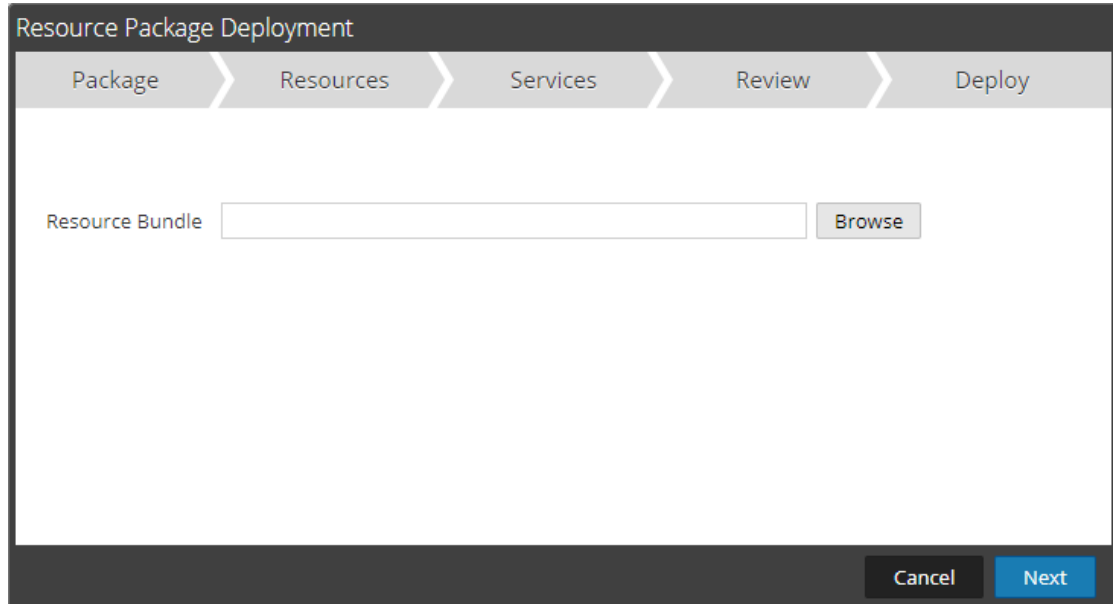 Resource Package Deployment
Package Resources Services Review Deploy
Resource Bundle Browse
Cancel Next